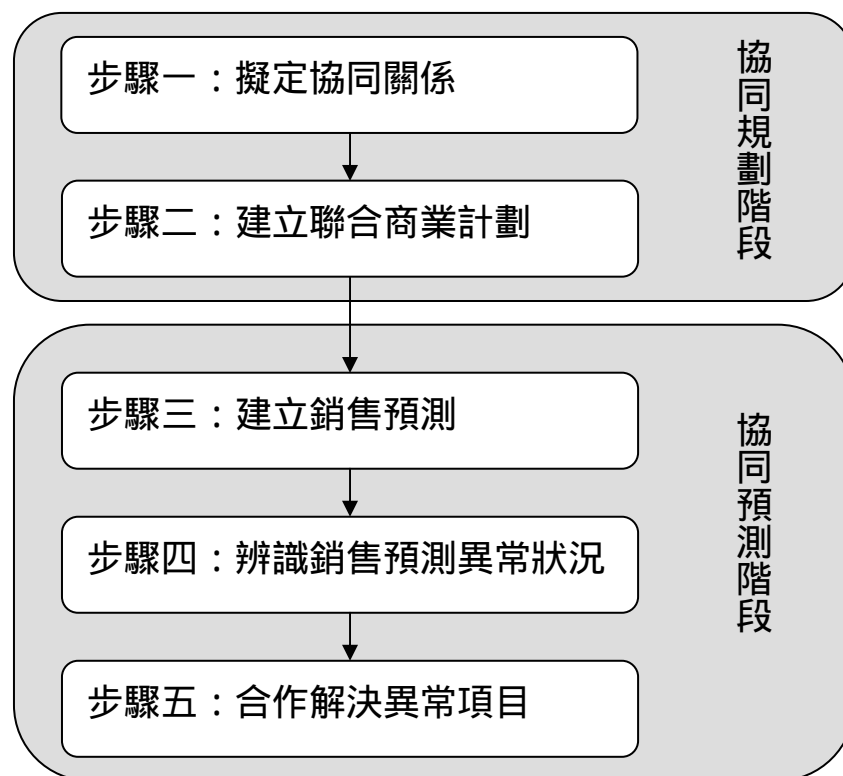 步驟一：擬定協同關係
步驟二：建立聯合商業計劃
協同規劃階段
步驟三：建立銷售預測
步驟四：辨識銷售預測異常狀況
步驟五：合作解決異常項目
協同預測階段